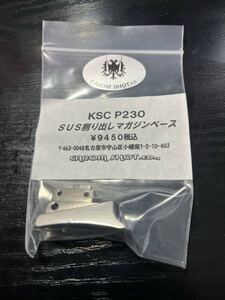 CAROM SHOT co.
KSC P230
SUS削り出しマガジンベース
￥9450税込
〒463-0048名古屋市守山区小幡南1-2-10-403
CAROM SHOT.co.,